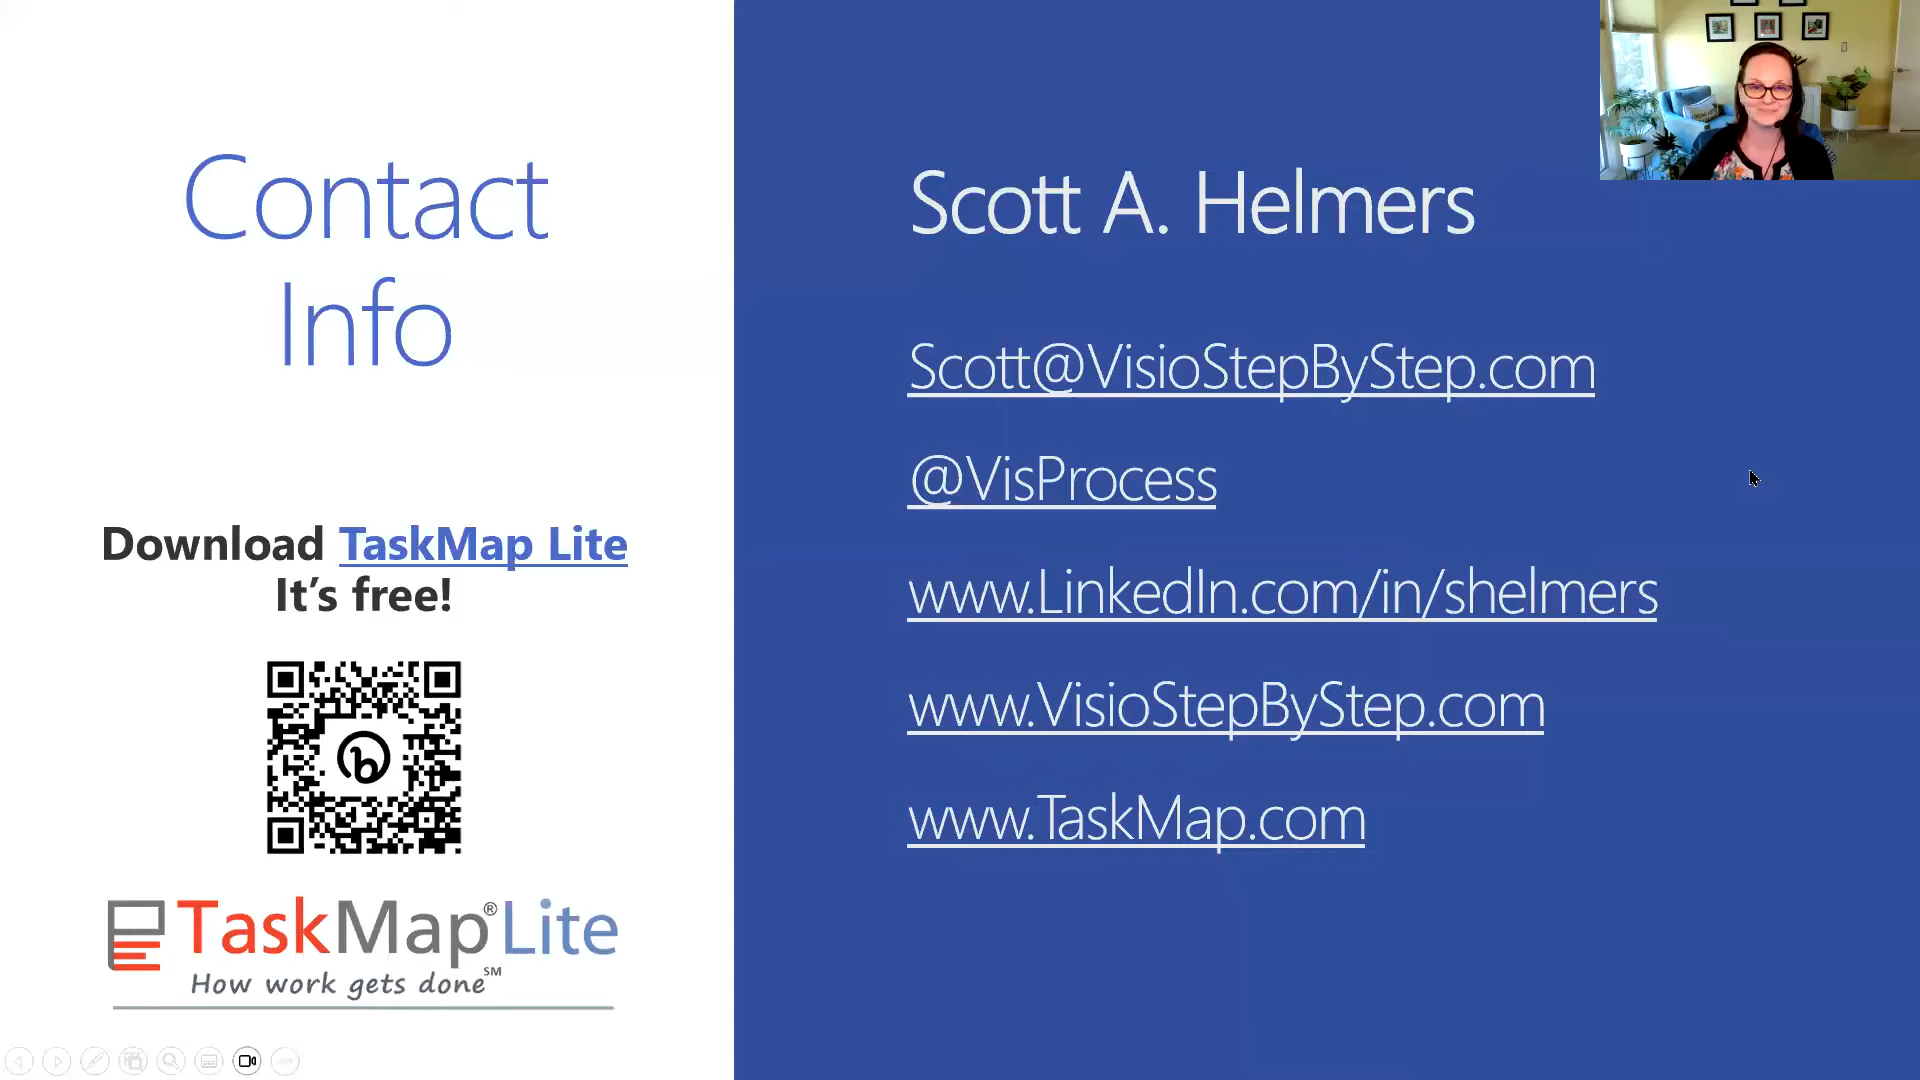 Contact
Info
Download TaskMap Lite
It's free!
TaskMap®Lite
How work gets done℠
Scott A. Helmers
Scott@VisioStepByStep.com
@VisProcess
www.LinkedIn.com/in/shelmers
www.VisioStepByStep.com
www.TaskMap.com